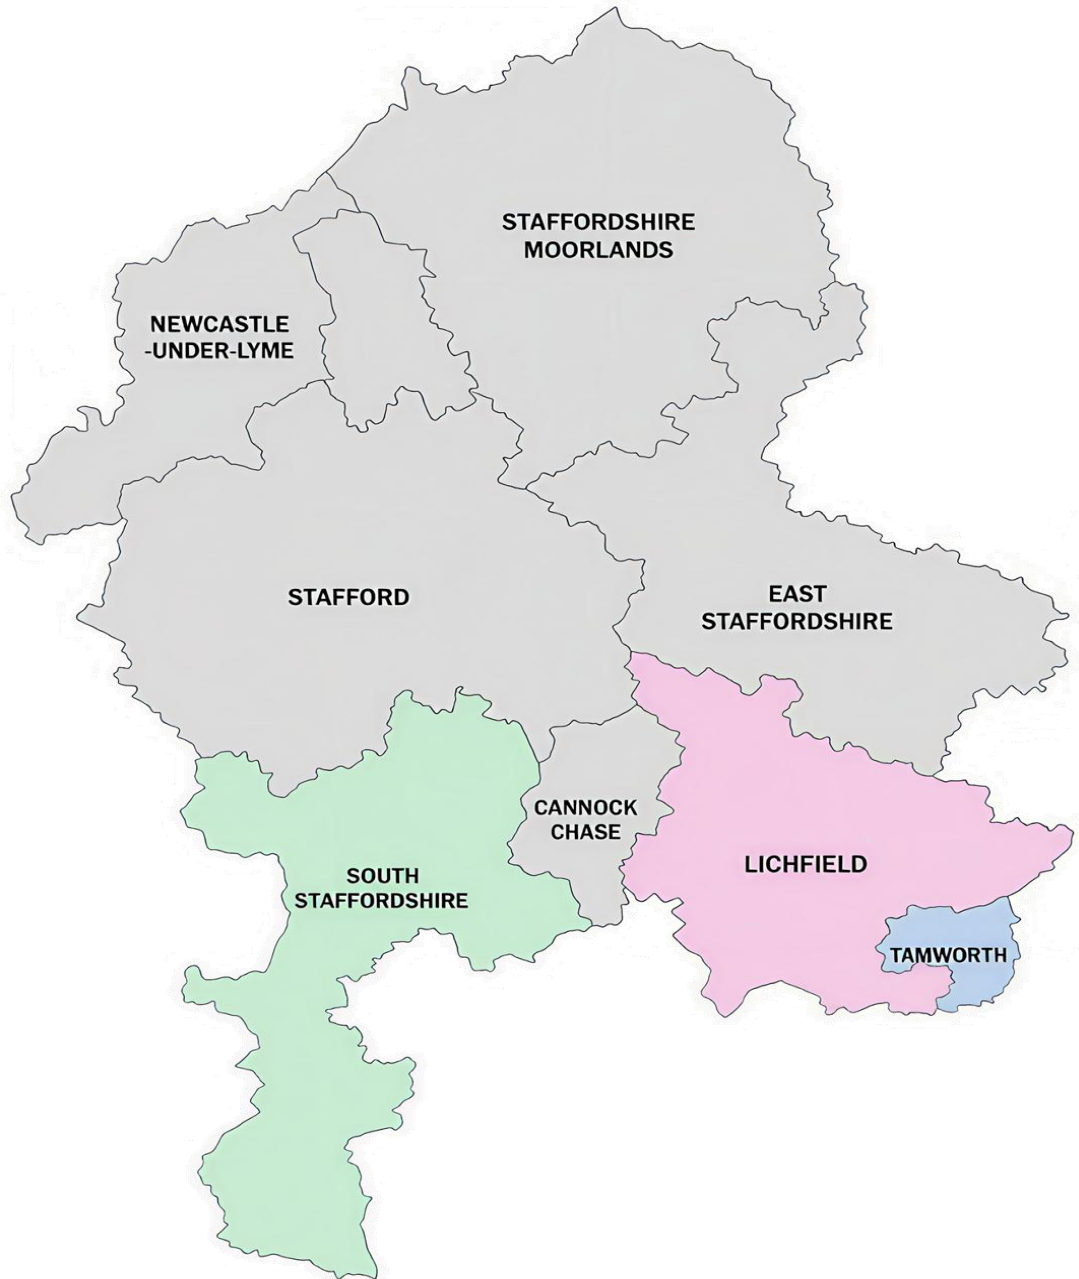 STAFFORDSHIRE
MOORLANDS
NEWCASTLE
-UNDER-LYME
STAFFORD
EAST
STAFFORDSHIRE
CANNOCK
CHASE
LICHFIELD
SOUTH
STAFFORDSHIRE
TAMWORTH